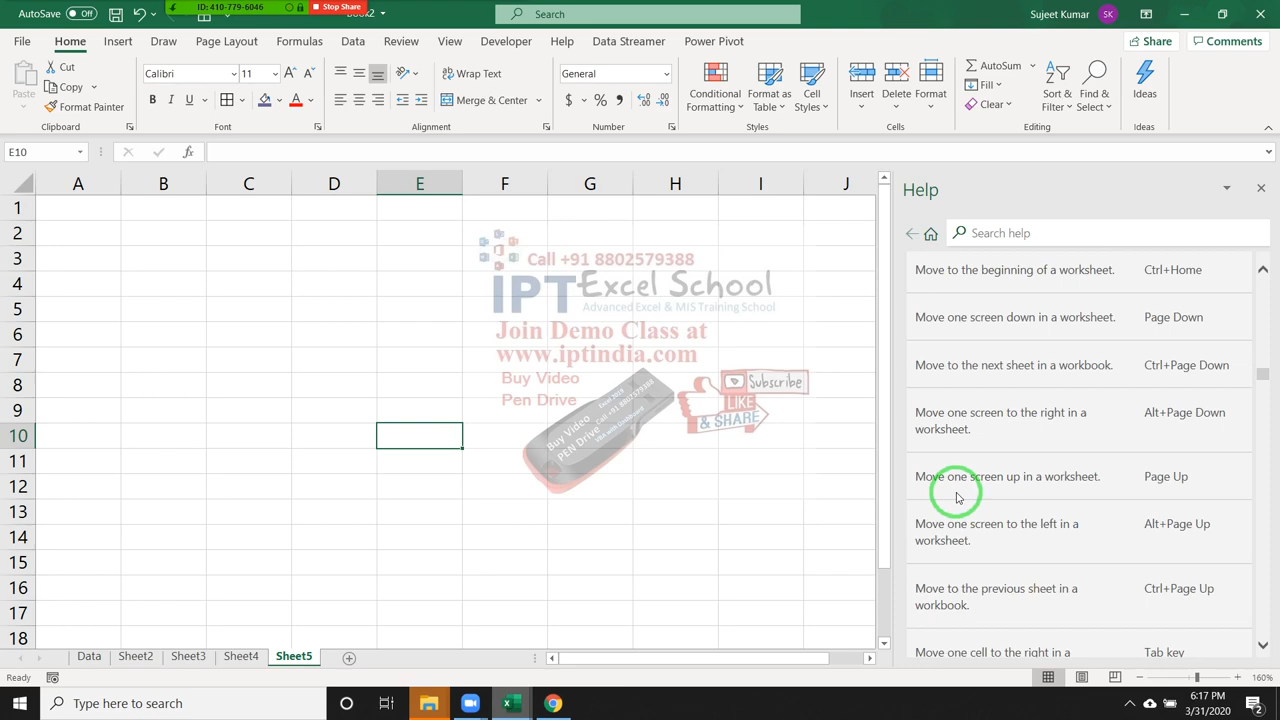 AutoSave Off
ID: 410-779-6046
Stop Share
Book2
Search
Sujeet Kumar
SK
File Home Insert Draw Page Layout Formulas Data Review View Developer Help Data Streamer Power Pivot
Share
Comments
Paste
Cut
Copy
Format Painter
Clipboard
Calibri
11
B I U
Font
Wrap Text
Merge & Center
Alignment
General
$ % ,
Number
Conditional Formatting
Format as Table
Cell Styles
Styles
Insert
Delete
Format
Cells
AutoSum
Fill
Clear
Sort & Filter
Find & Select
Editing
Ideas
Ideas
E10
fx
A B C D E F G H I J
1
2
3
4
5
6
7
8
9
10
11
12
13
14
15
16
17
18
Call +91 8802579388
IPT Excel School
Advanced Excel & MIS Training School
Join Demo Class at
www.iptindia.com
Buy Video
Pen Drive
Buy Video
PEN Drive
Call +91 8802579388
Subscribe
LIKE
& SHARE
Help
Search help
Move to the beginning of a worksheet. Ctrl+Home
Move one screen down in a worksheet. Page Down
Move to the next sheet in a workbook. Ctrl+Page Down
Move one screen to the right in a Alt+Page Down
worksheet.
Move one screen up in a worksheet. Page Up
Move one screen to the left in a Alt+Page Up
worksheet.
Move to the previous sheet in a Ctrl+Page Up
workbook.
Move one cell to the right in a Tab key
Data Sheet2 Sheet3 Sheet4 Sheet5
Ready
160%
Type here to search
6:17 PM
3/31/2020
2